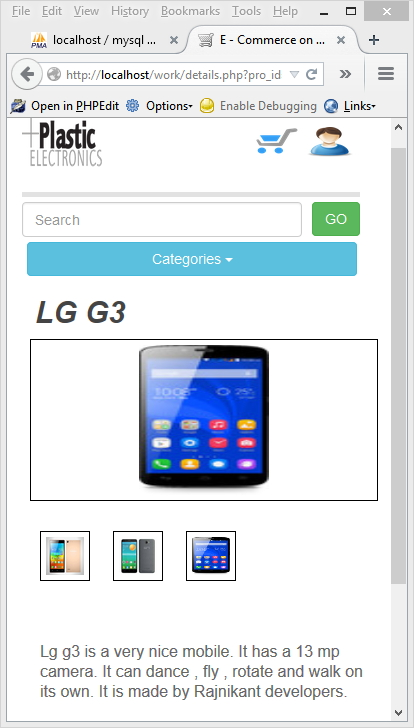 File Edit View History Bookmarks Tools Help
PMA localhost / mysql ... × E - Commerce on ... × +
http://localhost/work/details.php?pro_id
Open in PHPEdit Options Enable Debugging Links
Plastic
ELECTRONICS
Search GO
Categories
LG G3
Lg g3 is a very nice mobile. It has a 13 mp
camera. It can dance , fly , rotate and walk on
its own. It is made by Rajnikant developers.